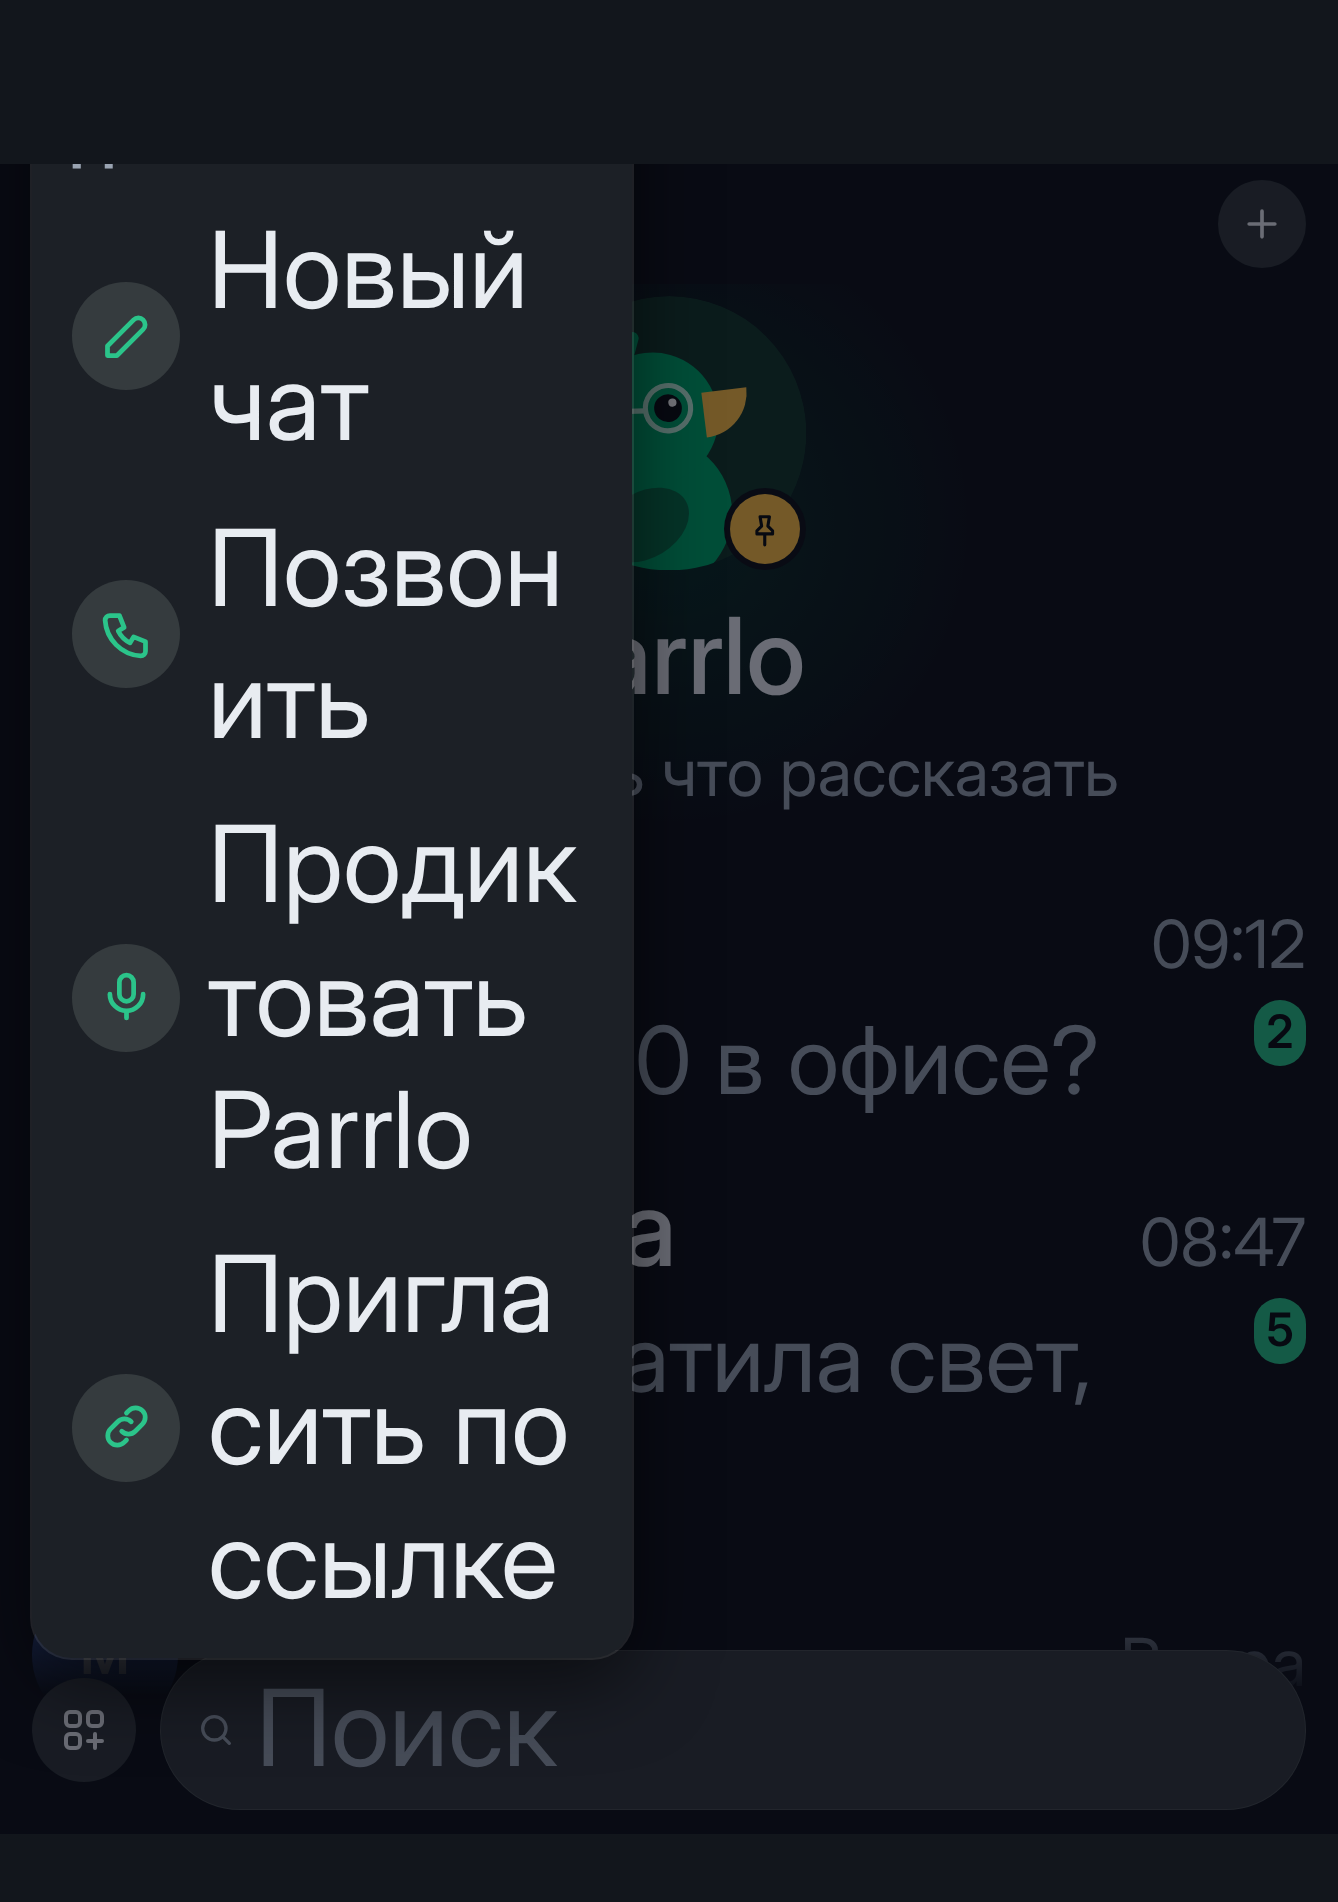 Новый
чат
Позвон
ить
Продик
товать
Parrlo
Пригла
сить по
ссылке
arrlo
что рассказать
09:12
0 в офисе?
2
а
08:47
атила свет,
5
М
Поиск